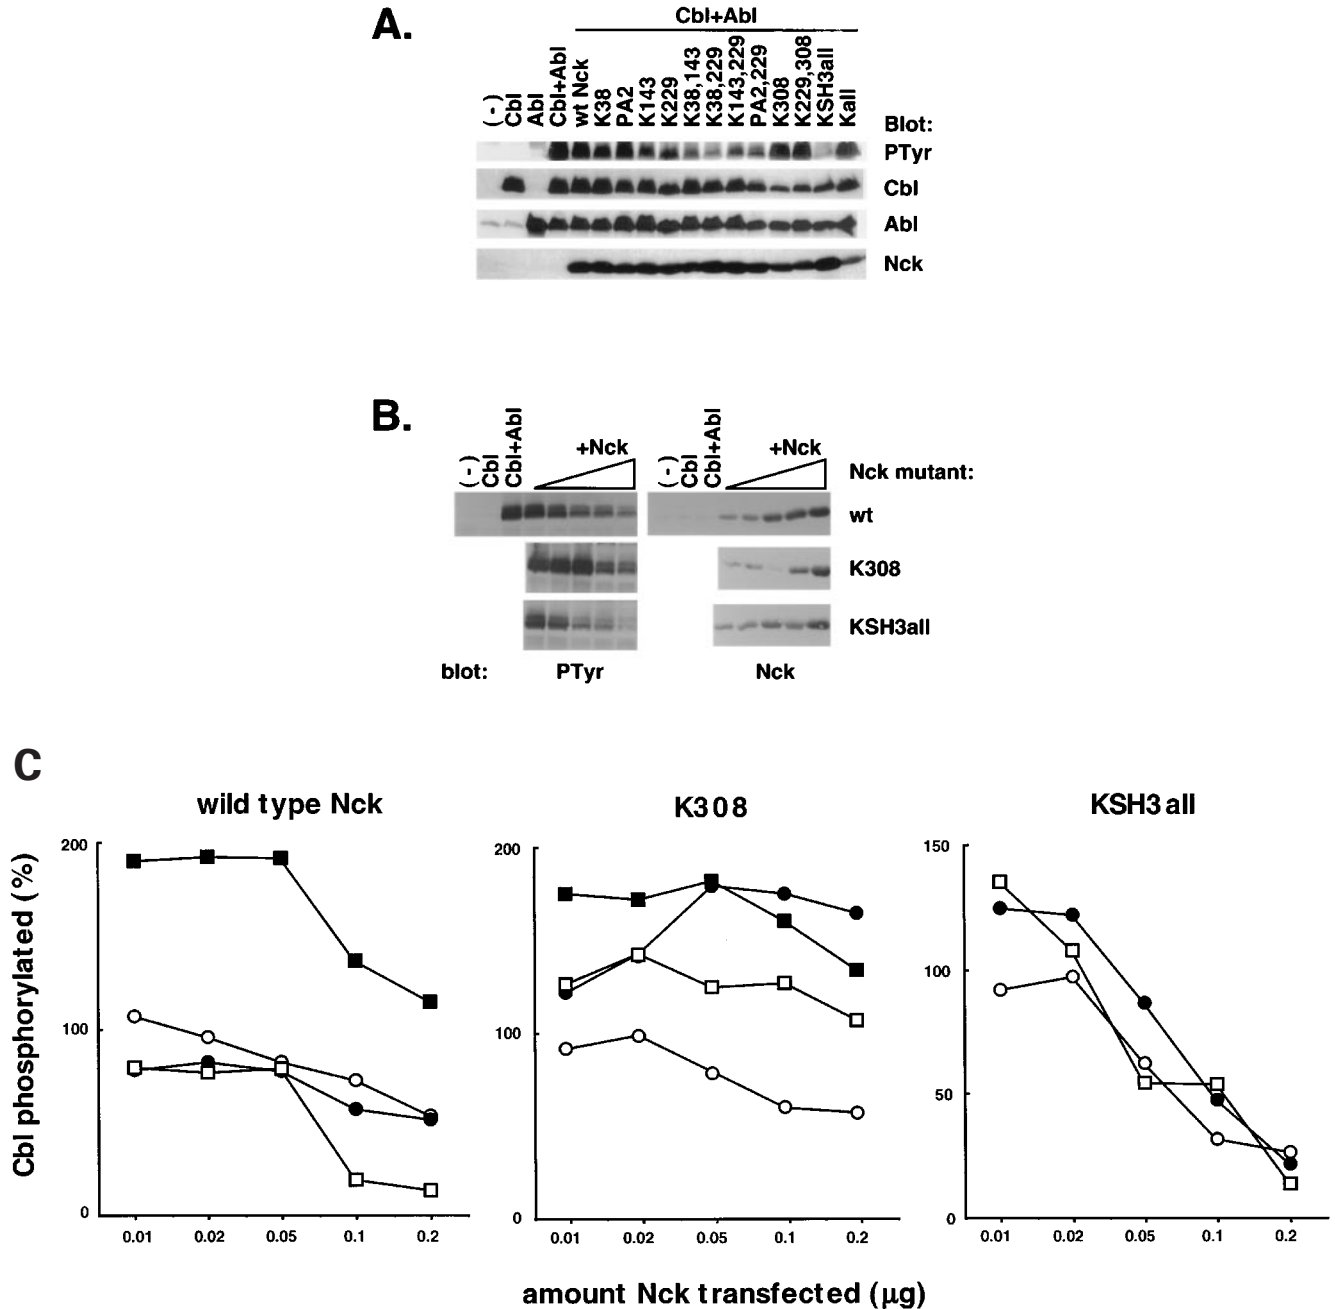 A.
Cbl+Abl
(-)
Cbl
Abl
Cbl+Abl
wt Nck
K38
PA2
K143
K229
K38,143
K38,229
K143,229
PA2,229
K308
K229,308
KSH3all
Kall
Blot:
PTyr
Cbl
Abl
Nck
B.
(-)
Cbl
Cbl+Abl
+Nck
(-)
Cbl
Cbl+Abl
+Nck
Nck mutant:
wt
K308
KSH3all
blot: PTyr Nck
C
wild type Nck
K308
KSH3all
Cbl phosphorylated (%)
200
100
0
0.01 0.02 0.05 0.1 0.2
200
100
0
0.01 0.02 0.05 0.1 0.2
150
100
50
0
0.01 0.02 0.05 0.1 0.2
amount Nck transfected (µg)